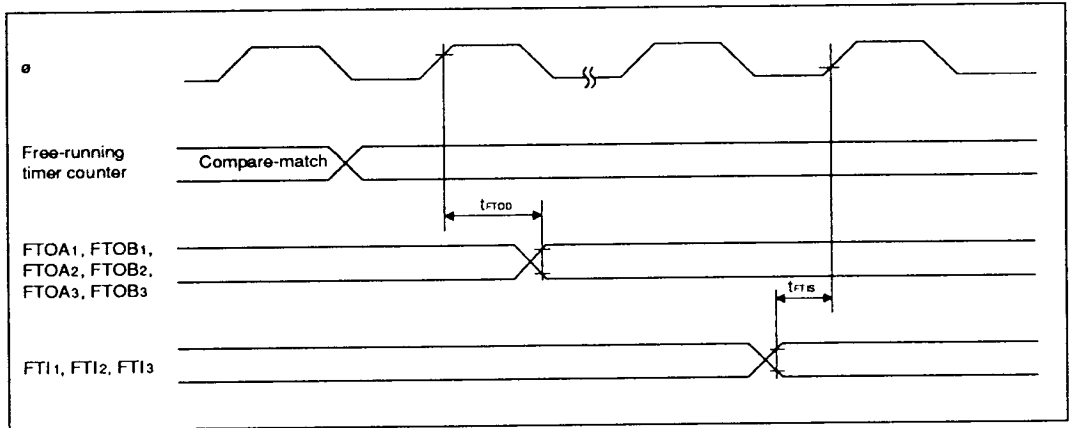 ø
Free-running
timer counter
Compare-match
tFTOD
FTOA1, FTOB1,
FTOA2, FTOB2,
FTOA3, FTOB3
tFTIS
FTI1, FTI2, FTI3